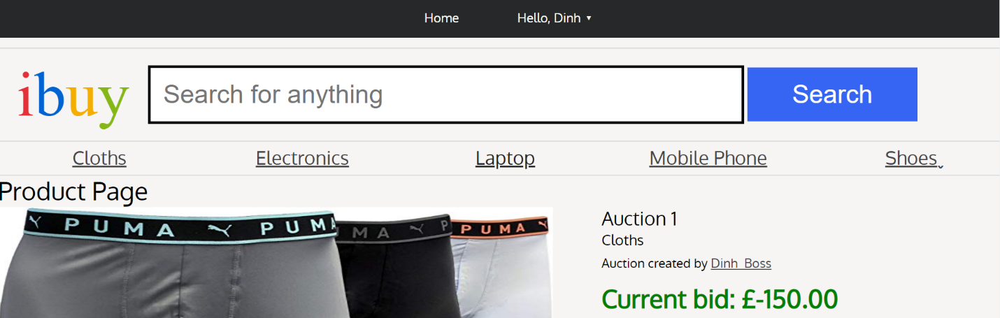 Home Hello, Dinh ▾
ibuy Search for anything Search
Cloths Electronics Laptop Mobile Phone Shoes
Product Page
PUMA PUMA MA P PUMA
Auction 1
Cloths
Auction created by Dinh_Boss
Current bid: £-150.00